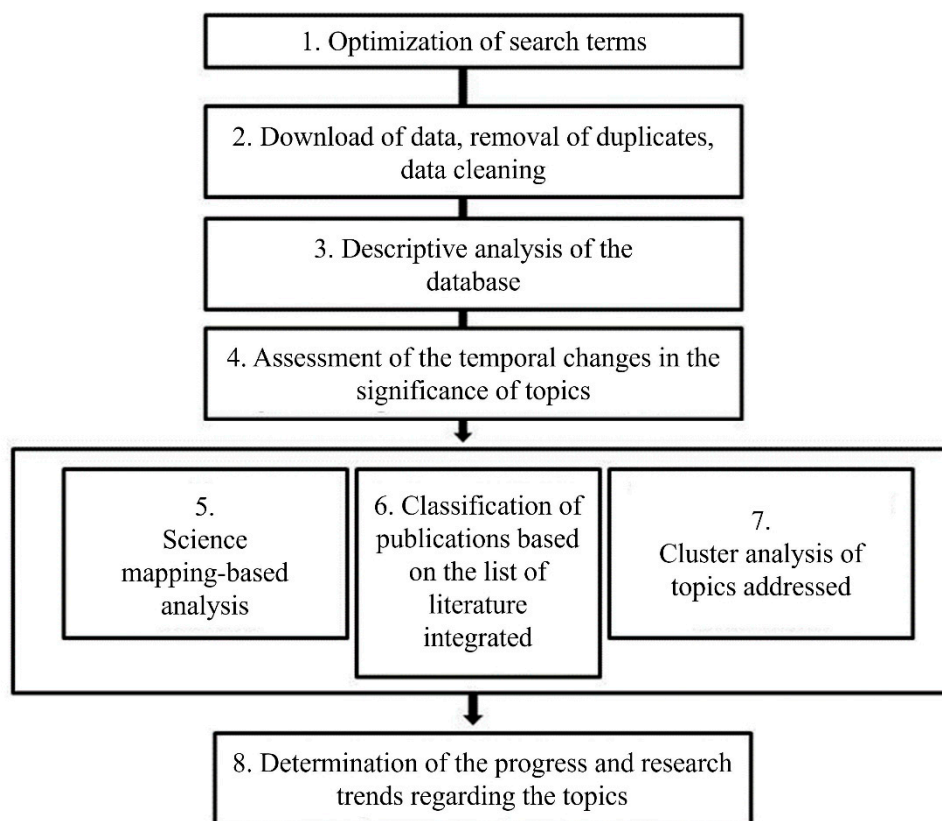 1. Optimization of search terms
2. Download of data, removal of duplicates,
data cleaning
3. Descriptive analysis of the
database
4. Assessment of the temporal changes in the
significance of topics
5.
Science
mapping-based
analysis
6. Classification of
publications based
on the list of
literature
integrated
7.
Cluster analysis of
topics addressed
8. Determination of the progress and research
trends regarding the topics